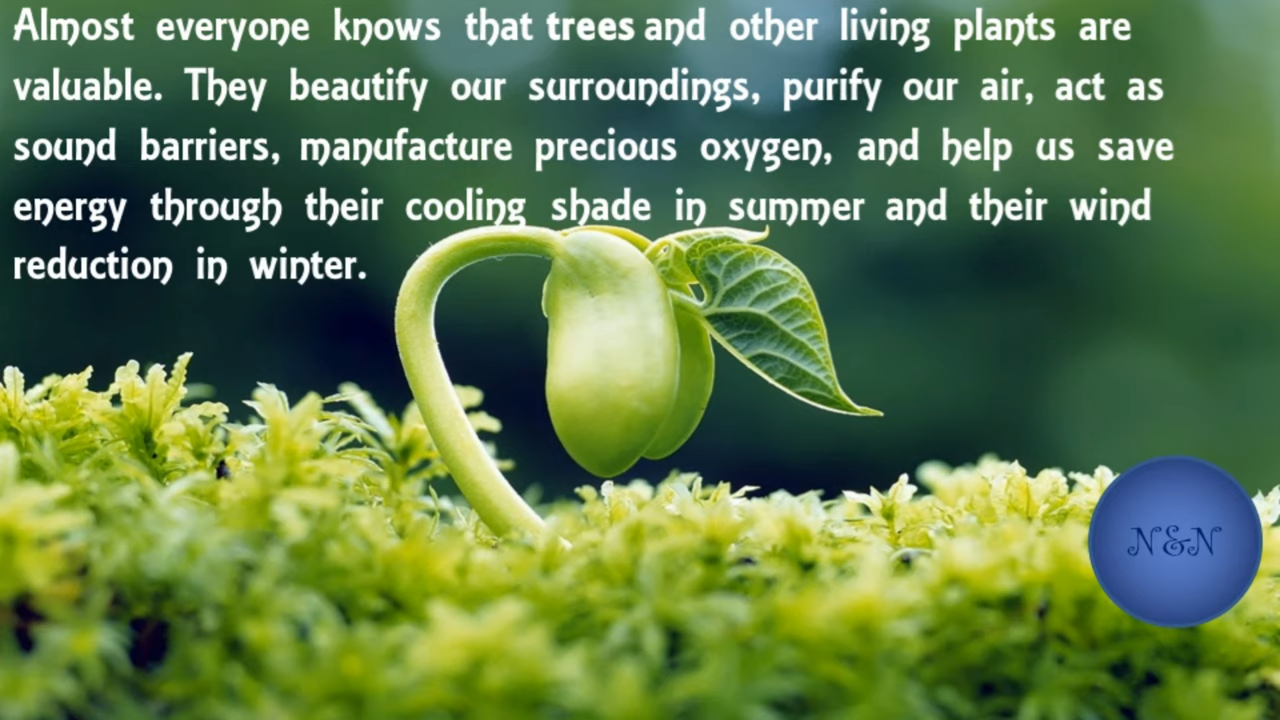 Almost everyone knows that trees and other living plants are
valuable. They beautify our surroundings, purify our air, act as
sound barriers, manufacture precious oxygen, and help us save
energy through their cooling shade in summer and their wind
reduction in winter.
N&N